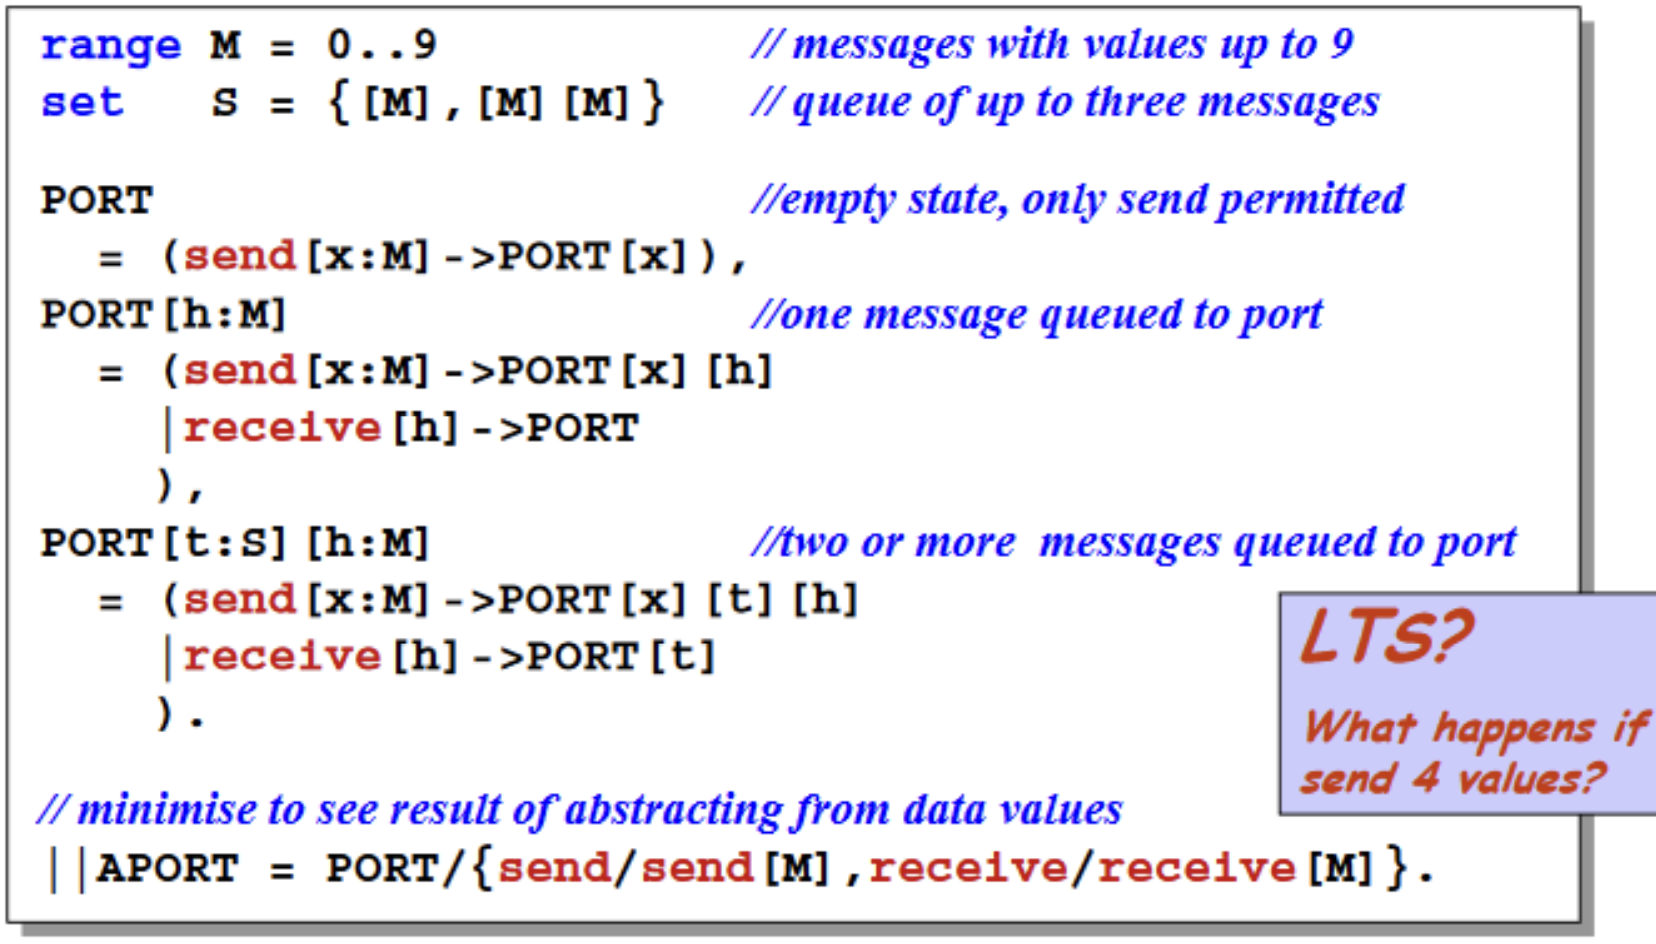 range M = 0..9 // messages with values up to 9
set S = {[M],[M][M]} // queue of up to three messages
PORT //empty state, only send permitted
= (send[x:M]->PORT[x]),
PORT[h:M] //one message queued to port
= (send[x:M]->PORT[x][h]
|receive[h]->PORT
),
PORT[t:S][h:M] //two or more messages queued to port
= (send[x:M]->PORT[x][t][h]
|receive[h]->PORT[t]
).
// minimise to see result of abstracting from data values
||APORT = PORT/{send/send[M],receive/receive[M]}.
LTS?
What happens if
send 4 values?